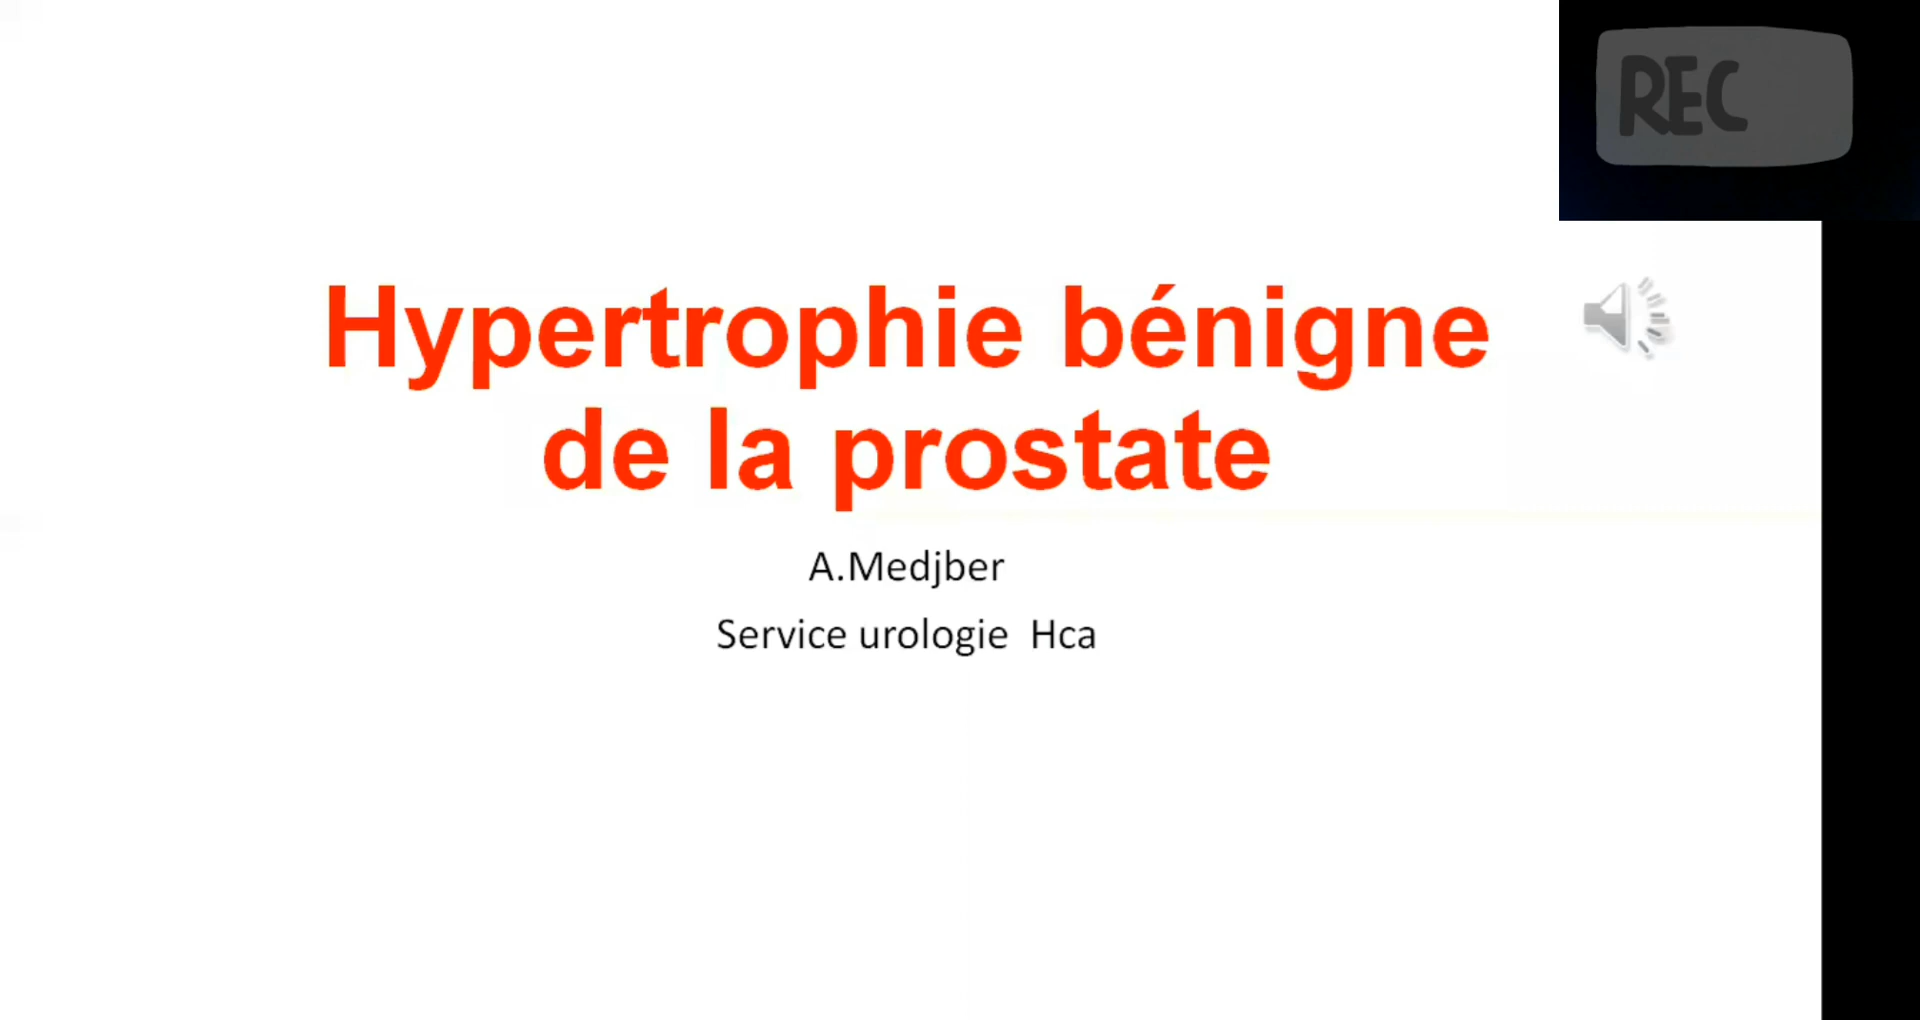 REC
Hypertrophie bénigne
de la prostate
A.Medjber
Service urologie Hca